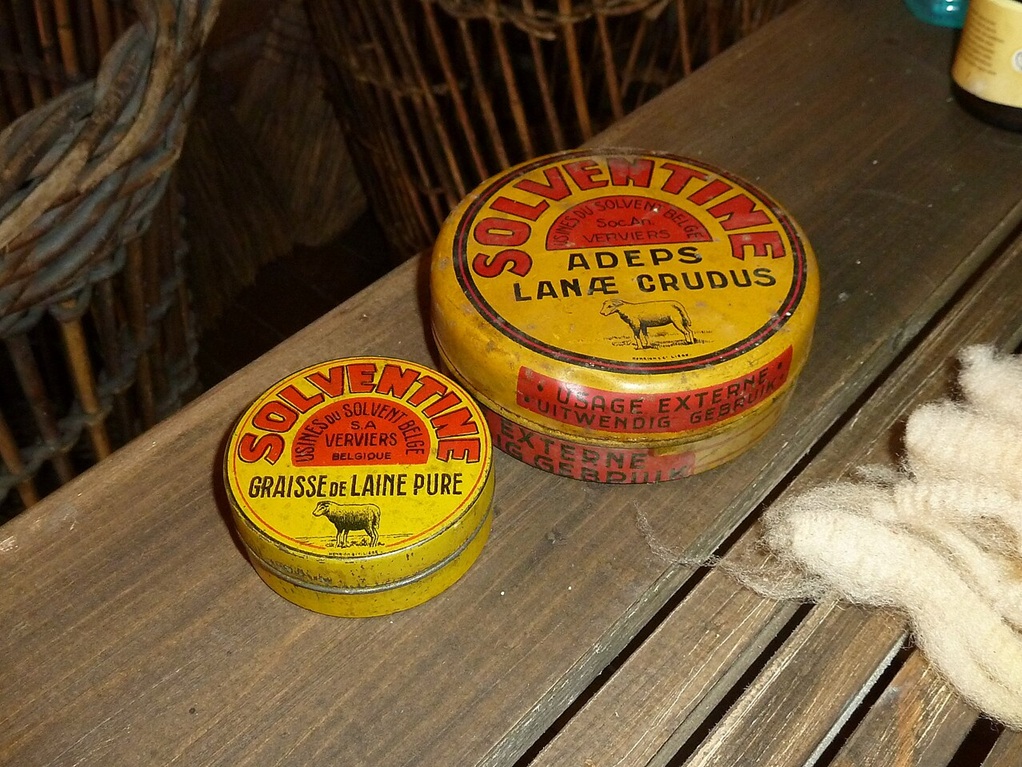 SOLVENTINE
USINES DU SOLVENT BELGE
Soc.An.
VERVIERS
ADEPS
LANÆ CRUDUS
USAGE EXTERNE
UITWENDIG GEBRUIK
EXTERNE
SOLVENTINE
USINES DU SOLVENT BELGE
S.A
VERVIERS
BELGIQUE
GRAISSE DE LAINE PURE